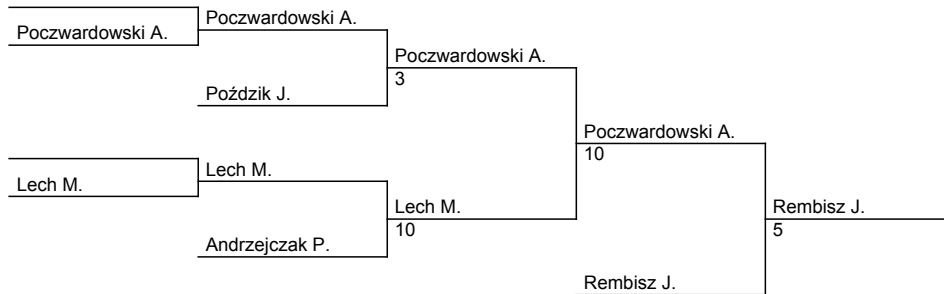 Poczwardowski A.
Poczwardowski A.
Poczwardowski A.
3
Poździk J.
Poczwardowski A.
10
Lech M.
Lech M.
Lech M.
10
Rembisz J.
5
Andrzejczak P.
Rembisz J.